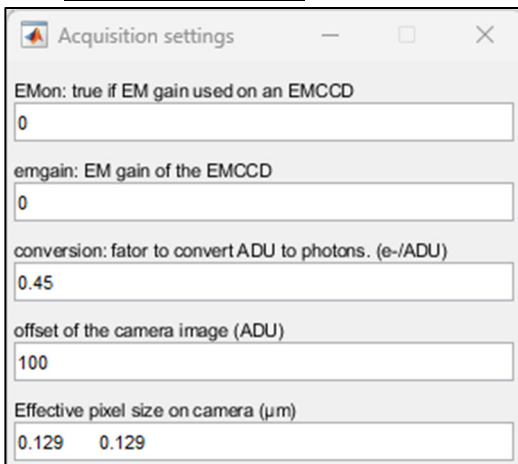 Acquisition settings
EMon: true if EM gain used on an EMCCD
0
emgain: EM gain of the EMCCD
0
conversion: fator to convert ADU to photons. (e-/ADU)
0.45
offset of the camera image (ADU)
100
Effective pixel size on camera (µm)
0.129 0.129